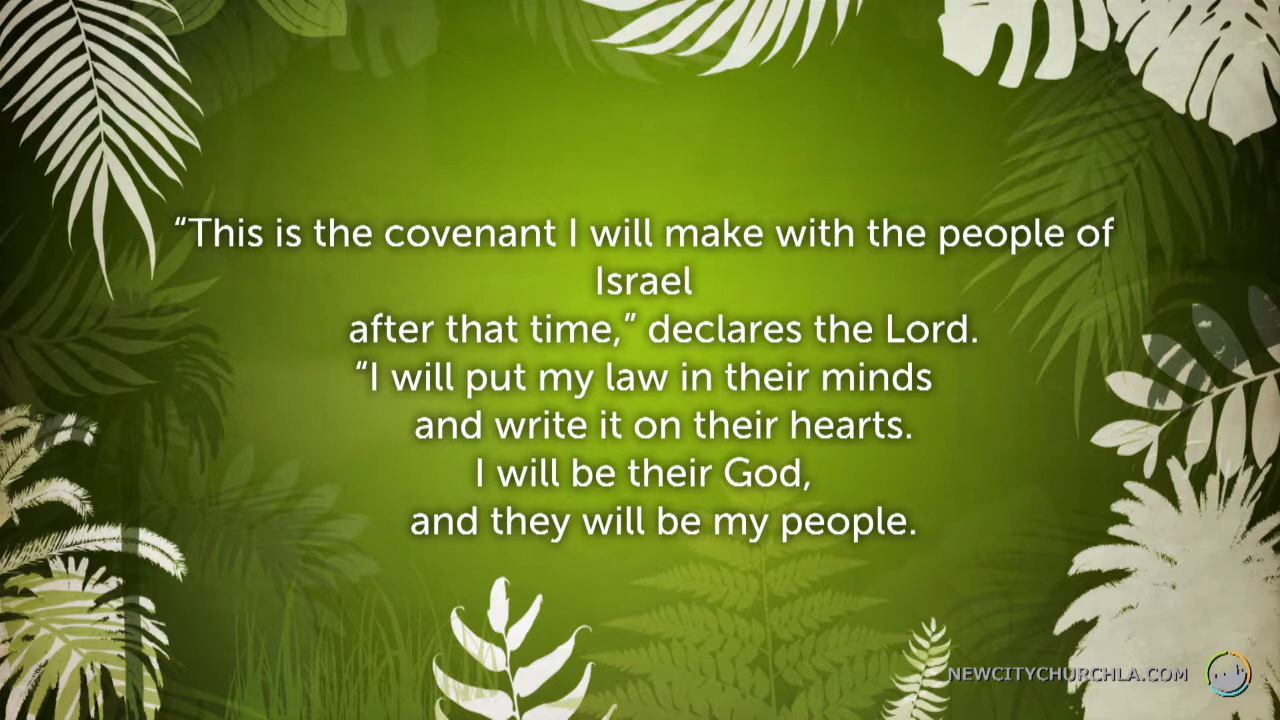 “This is the covenant I will make with the people of
Israel
after that time,” declares the Lord.
“I will put my law in their minds
and write it on their hearts.
I will be their God,
and they will be my people.
NEWCITYCHURCHLA.COM